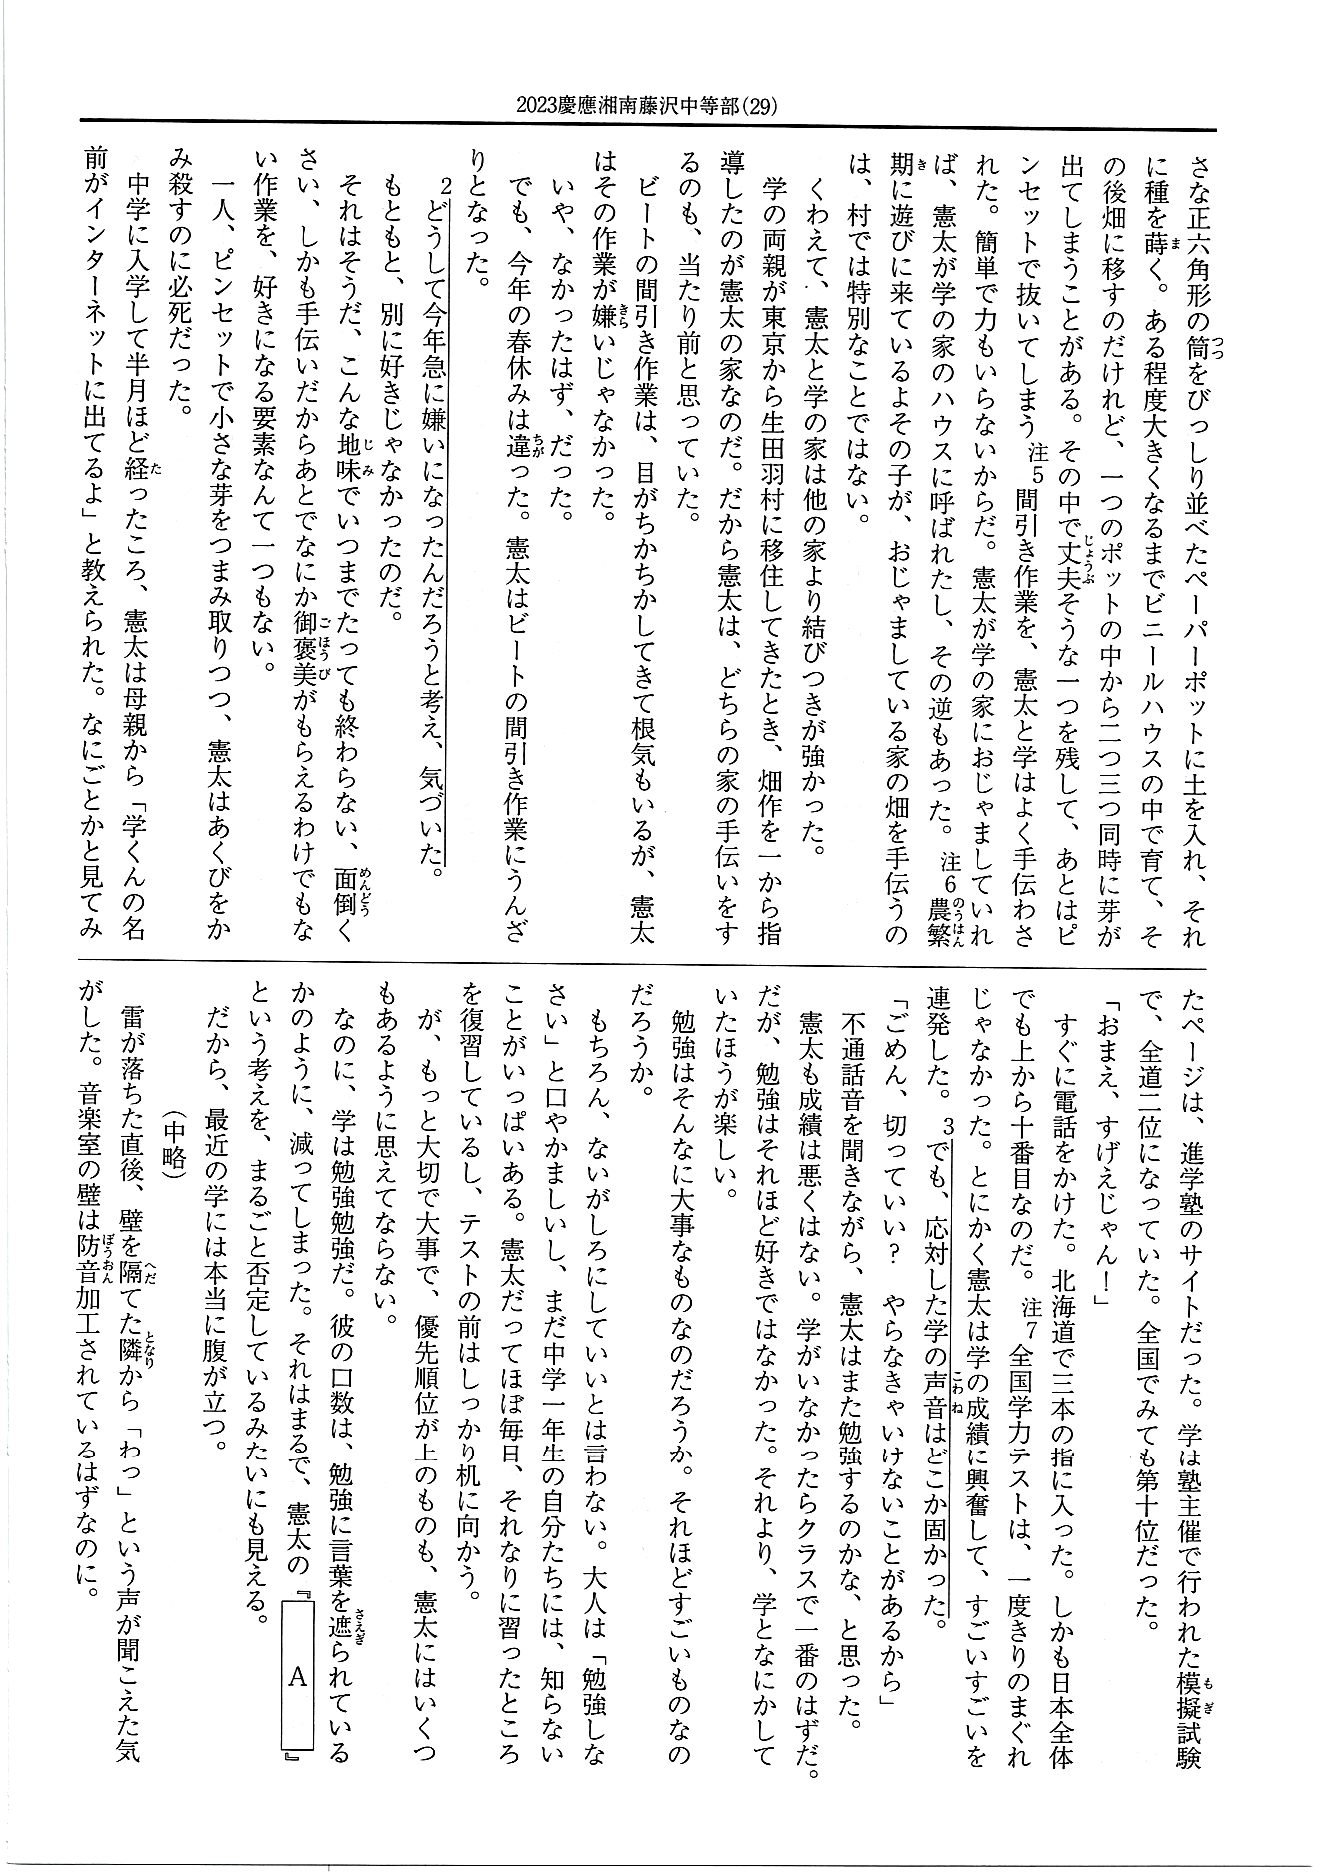 2023慶應湘南藤沢中等部(29)
さな正六角形の筒をびっしり並べたペーパーポットに土を入れ、それ
に種を蒔く。ある程度大きくなるまでビニールハウスの中で育て、そ
の後畑に移すのだけれど、一つのポットの中から二つ三つ同時に芽が
出てしまうことがある。その中で丈夫そうな一つを残して、あとはピ
ンセットで抜いてしまう注5間引き作業を、憲太と学はよく手伝わさ
れた。簡単で力もいらないからだ。憲太が学の家におじゃましていれ
ば、憲太が学の家のハウスに呼ばれたし、その逆もあった。注6農繁
期に遊びに来ているよその子が、おじゃましている家の畑を手伝うの
は、村では特別なことではない。
くわえて、憲太と学の家は他の家より結びつきが強かった。
学の両親が東京から生田羽村に移住してきたとき、畑作を一から指
導したのが憲太の家なのだ。だから憲太は、どちらの家の手伝いをす
るのも、当たり前と思っていた。
ビートの間引き作業は、目がちかちかしてきて根気もいるが、憲太
はその作業が嫌いじゃなかった。
いや、なかったはず、だった。
でも、今年の春休みは違った。憲太はビートの間引き作業にうんざ
りとなった。
2どうして今年急に嫌いになったんだろうと考え、気づいた。
もともと、別に好きじゃなかったのだ。
それはそうだ、こんな地味でいつまでたっても終わらない、面倒く
さい、しかも手伝いだからあとでなにか御褒美がもらえるわけでもな
い作業を、好きになる要素なんて一つもない。
一人、ピンセットで小さな芽をつまみ取りつつ、憲太はあくびをか
み殺すのに必死だった。
中学に入学して半月ほど経ったころ、憲太は母親から「学くんの名
前がインターネットに出てるよ」と教えられた。なにごとかと見てみ
たページは、進学塾のサイトだった。学は塾主催で行われた模擬試験
で、全道二位になっていた。全国でみても第十位だった。
「おまえ、すげえじゃん！」
すぐに電話をかけた。北海道で三本の指に入った。しかも日本全体
でも上から十番目なのだ。注7全国学力テストは、一度きりのまぐれ
じゃなかった。とにかく憲太は学の成績に興奮して、すごいすごいを
連発した。3でも、応対した学の声音はどこか固かった。
「ごめん、切っていい？　やらなきゃいけないことがあるから」
不通話音を聞きながら、憲太はまた勉強するのかな、と思った。
憲太も成績は悪くはない。学がいなかったらクラスで一番のはずだ。
だが、勉強はそれほど好きではなかった。それより、学となにかして
いたほうが楽しい。
勉強はそんなに大事なものなのだろうか。それほどすごいものなの
だろうか。
もちろん、ないがしろにしていいとは言わない。大人は「勉強しな
さい」と口やかましいし、まだ中学一年生の自分たちには、知らない
ことがいっぱいある。憲太だってほぼ毎日、それなりに習ったところ
を復習しているし、テストの前はしっかり机に向かう。
が、もっと大切で大事で、優先順位が上のものも、憲太にはいくつ
もあるように思えてならない。
なのに、学は勉強勉強だ。彼の口数は、勉強に言葉を遮られている
かのように、減ってしまった。それはまるで、憲太の『A』
という考えを、まるごと否定しているみたいにも見える。
だから、最近の学には本当に腹が立つ。
（中略）
雷が落ちた直後、壁を隔てた隣から「わっ」という声が聞こえた気
がした。音楽室の壁は防音加工されているはずなのに。